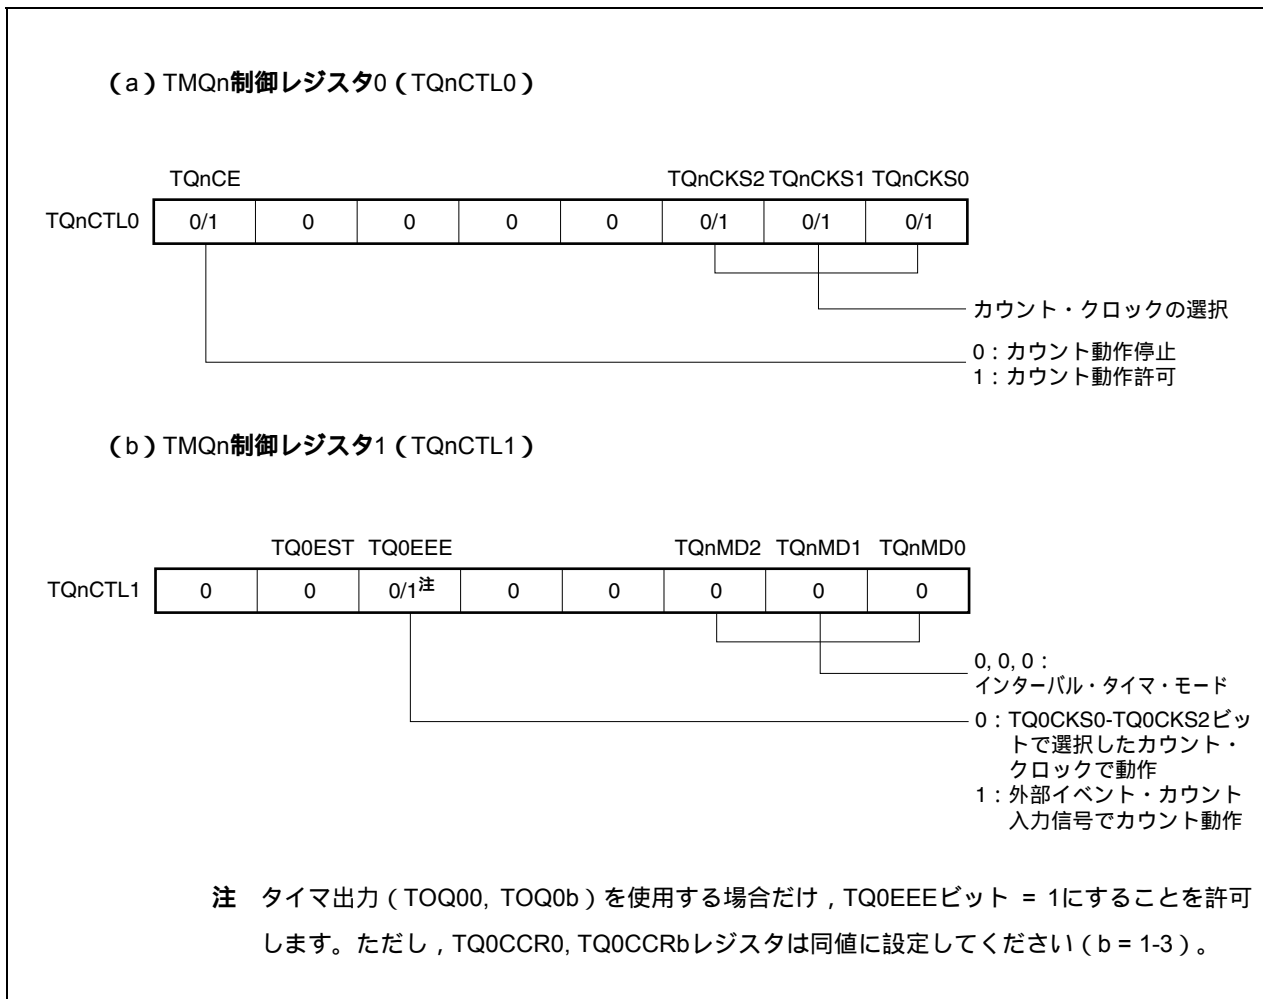 （a）TMQn制御レジスタ0（TQnCTL0）
TQnCE TQnCKS2 TQnCKS1 TQnCKS0
TQnCTL0 0/1 0 0 0 0 0/1 0/1 0/1
カウント・クロックの選択
0：カウント動作停止
1：カウント動作許可
（b）TMQn制御レジスタ1（TQnCTL1）
TQ0EST TQ0EEE TQnMD2 TQnMD1 TQnMD0
TQnCTL1 0 0 0/1注 0 0 0 0 0
0, 0, 0：
インターバル・タイマ・モード
0：TQ0CKS0-TQ0CKS2ビッ
トで選択したカウント・
クロックで動作
1：外部イベント・カウント
入力信号でカウント動作
注 タイマ出力（TOQ00, TOQ0b）を使用する場合だけ，TQ0EEEビット = 1にすることを許可
します。ただし，TQ0CCR0, TQ0CCRbレジスタは同値に設定してください（b = 1-3）。